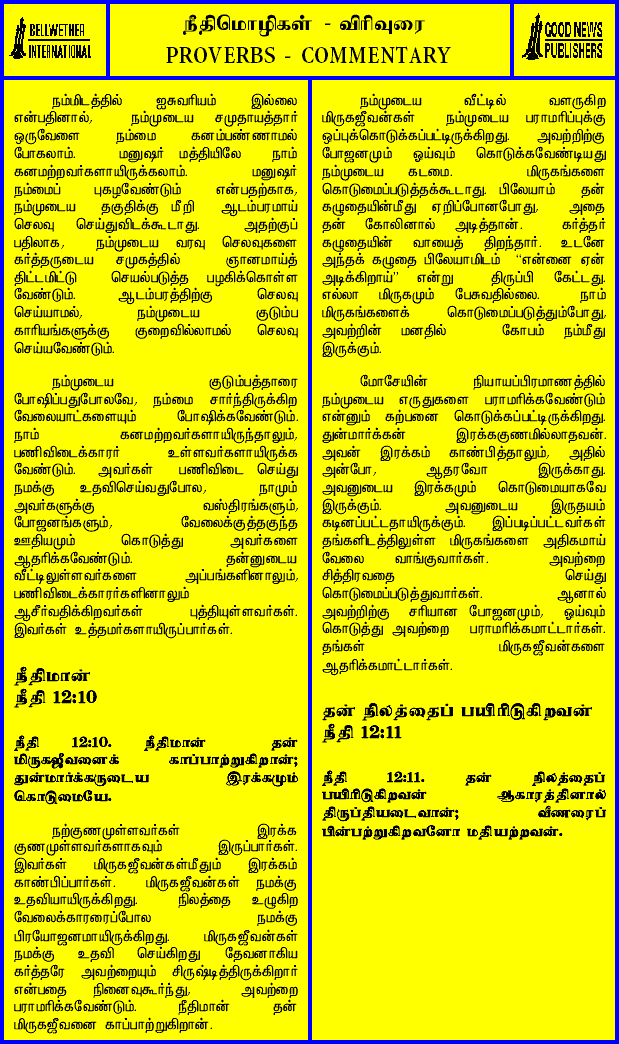 BELLWETHER
INTERNATIONAL
நீதிமொழிகள் - விரிவுரை
PROVERBS - COMMENTARY
GOOD NEWS
PUBLISHERS
நம்மிடத்தில் ஐசுவரியம் இல்லை
என்பதினால், நம்முடைய சமுதாயத்தார்
ஒருவேளை நம்மை கனம்பண்ணாமல்
போகலாம். மனுஷர் மத்தியிலே நாம்
கனமற்றவர்களாயிருக்கலாம். மனுஷர்
நம்மைப் புகழவேண்டும் என்பதற்காக,
நம்முடைய தகுதிக்கு மீறி ஆடம்பரமாய்
செலவு செய்துவிடக்கூடாது. அதற்குப்
பதிலாக, நம்முடைய வரவு செலவுகளை
கர்த்தருடைய சமுகத்தில் ஞானமாய்த்
திட்டமிட்டு செயல்படுத்த பழகிக்கொள்ள
வேண்டும். ஆடம்பரத்திற்கு செலவு
செய்யாமல், நம்முடைய குடும்ப
காரியங்களுக்கு குறைவில்லாமல் செலவு
செய்யவேண்டும்.
நம்முடைய குடும்பத்தாரை
போஷிப்பதுபோலவே, நம்மை சார்ந்திருக்கிற
வேலையாட்களையும் போஷிக்கவேண்டும்.
நாம் கனமற்றவர்களாயிருந்தாலும்,
பணிவிடைக்காரர் உள்ளவர்களாயிருக்க
வேண்டும். அவர்கள் பணிவிடை செய்து
நமக்கு உதவிசெய்வதுபோல, நாமும்
அவர்களுக்கு வஸ்திரங்களும்,
போஜனங்களும், வேலைக்குத்தகுந்த
ஊதியமும் கொடுத்து அவர்களை
ஆதரிக்கவேண்டும். தன்னுடைய
வீட்டிலுள்ளவர்களை அப்பங்களினாலும்,
பணிவிடைக்காரர்களினாலும்
ஆசீர்வதிக்கிறவர்கள் புத்தியுள்ளவர்கள்.
இவர்கள் உத்தமர்களாயிருப்பார்கள்.
நீதிமான்
நீதி 12:10
நீதி 12:10. நீதிமான் தன்
மிருகஜீவனைக் காப்பாற்றுகிறான்;
துன்மார்க்கருடைய இரக்கமும்
கொடுமையே.
நற்குணமுள்ளவர்கள் இரக்க
குணமுள்ளவர்களாகவும் இருப்பார்கள்.
இவர்கள் மிருகஜீவன்கள்மீதும் இரக்கம்
காண்பிப்பார்கள். மிருகஜீவன்கள் நமக்கு
உதவியாயிருக்கிறது. நிலத்தை உழுகிற
வேலைக்காரரைப்போல நமக்கு
பிரயோஜனமாயிருக்கிறது. மிருகஜீவன்கள்
நமக்கு உதவி செய்கிறது தேவனாகிய
கர்த்தரே அவற்றையும் சிருஷ்டித்திருக்கிறார்
என்பதை நினைவுகூர்ந்து, அவற்றை
பராமரிக்கவேண்டும். நீதிமான் தன்
மிருகஜீவனை காப்பாற்றுகிறான்.
நம்முடைய வீட்டில் வளருகிற
மிருகஜீவன்கள் நம்முடைய பராமரிப்புக்கு
ஒப்புக்கொடுக்கப்பட்டிருக்கிறது. அவற்றிற்கு
போஜனமும் ஓய்வும் கொடுக்கவேண்டியது
நம்முடைய கடமை. மிருகங்களை
கொடுமைப்படுத்தக்கூடாது. பிலேயாம் தன்
கழுதையின்மீது ஏறிப்போனபோது, அதை
தன் கோலினால் அடித்தான். கர்த்தர்
கழுதையின் வாயைத் திறந்தார். உடனே
அந்தக் கழுதை பிலேயாமிடம் “என்னை ஏன்
அடிக்கிறாய்” என்று திருப்பி கேட்டது.
எல்லா மிருகமும் பேசுவதில்லை. நாம்
மிருகங்களைக் கொடுமைப்படுத்தும்போது,
அவற்றின் மனதில் கோபம் நம்மீது
இருக்கும்.
மோசேயின் நியாயப்பிரமாணத்தில்
நம்முடைய எருதுகளை பராமரிக்கவேண்டும்
என்னும் கற்பனை கொடுக்கப்பட்டிருக்கிறது.
துன்மார்க்கன் இரக்ககுணமில்லாதவன்.
அவன் இரக்கம் காண்பித்தாலும், அதில்
அன்போ, ஆதரவோ இருக்காது.
அவனுடைய இரக்கமும் கொடுமையாகவே
இருக்கும். அவனுடைய இருதயம்
கடினப்பட்டதாயிருக்கும். இப்படிப்பட்டவர்கள்
தங்களிடத்திலுள்ள மிருகங்களை அதிகமாய்
வேலை வாங்குவார்கள். அவற்றை
சித்திரவதை செய்து
கொடுமைப்படுத்துவார்கள். ஆனால்
அவற்றிற்கு சரியான போஜனமும், ஓய்வும்
கொடுத்து அவற்றை பராமரிக்கமாட்டார்கள்.
தங்கள் மிருகஜீவன்களை
ஆதரிக்கமாட்டார்கள்.
தன் நிலத்தைப் பயிரிடுகிறவன்
நீதி 12:11
நீதி 12:11. தன் நிலத்தைப்
பயிரிடுகிறவன் ஆகாரத்தினால்
திருப்தியடைவான்; வீணரைப்
பின்பற்றுகிறவனோ மதியற்றவன்.